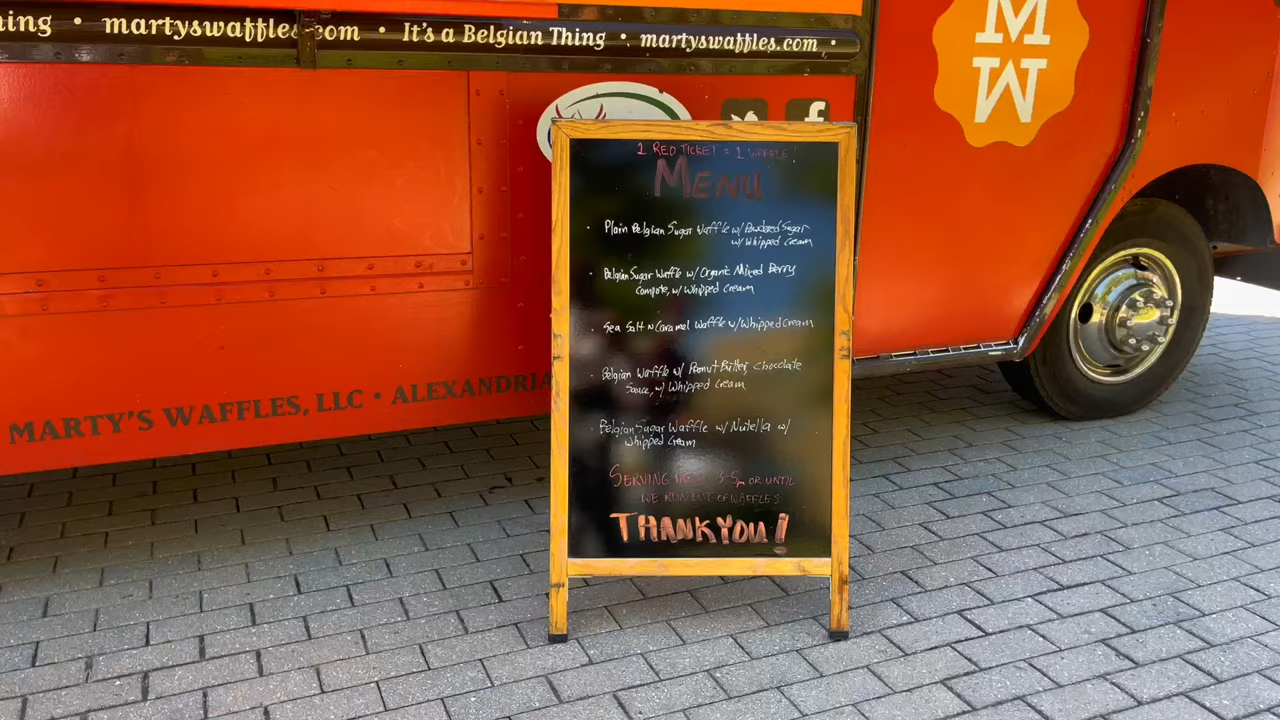 ing • martyswaffles.com • It's a Belgian Thing • martyswaffles.com •
M
W
f
1 RED TICKET = 1 WAFFLE!
MENU
• Plain Belgian Sugar Waffle w/ Powdered Sugar
w/ Whipped Cream
• Belgian Sugar Waffle w/ Organic Mixed Berry
Compote, w/ Whipped Cream
• Sea Salt n Caramel Waffle w/ Whipped Cream
• Belgian Waffle w/ Peanut Butter, Chocolate
Sauce, w/ Whipped Cream
• Belgian Sugar Waffle w/ Nutella w/
Whipped Cream
SERVING 3-5pm OR UNTIL
WE RUN OUT OF WAFFLES
THANK YOU!
MARTY'S WAFFLES, LLC • ALEXANDRIA